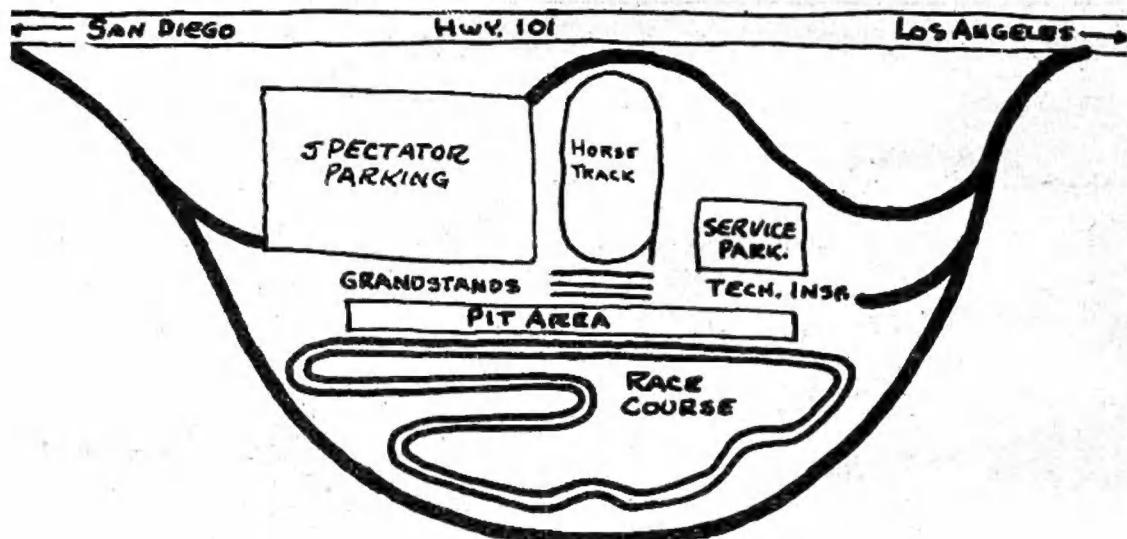 SAN DIEGO
HWY. 101
LOS ANGELES
SPECTATOR
PARKING
HORSE
TRACK
SERVICE
PARK.
GRANDSTANDS
TECH. INSP.
PIT AREA
RACE
COURSE